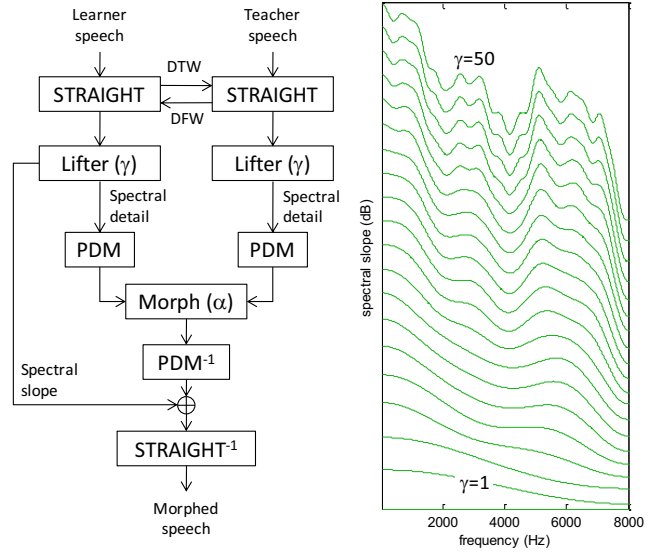 Learner
speech
Teacher
speech
DTW
STRAIGHT
STRAIGHT
DFW
Lifter (γ)
Lifter (γ)
Spectral
detail
Spectral
detail
PDM
PDM
Morph (α)
PDM-1
Spectral
slope
STRAIGHT-1
Morphed
speech
γ=50
spectral slope (dB)
γ=1
2000 4000 6000 8000
frequency (Hz)